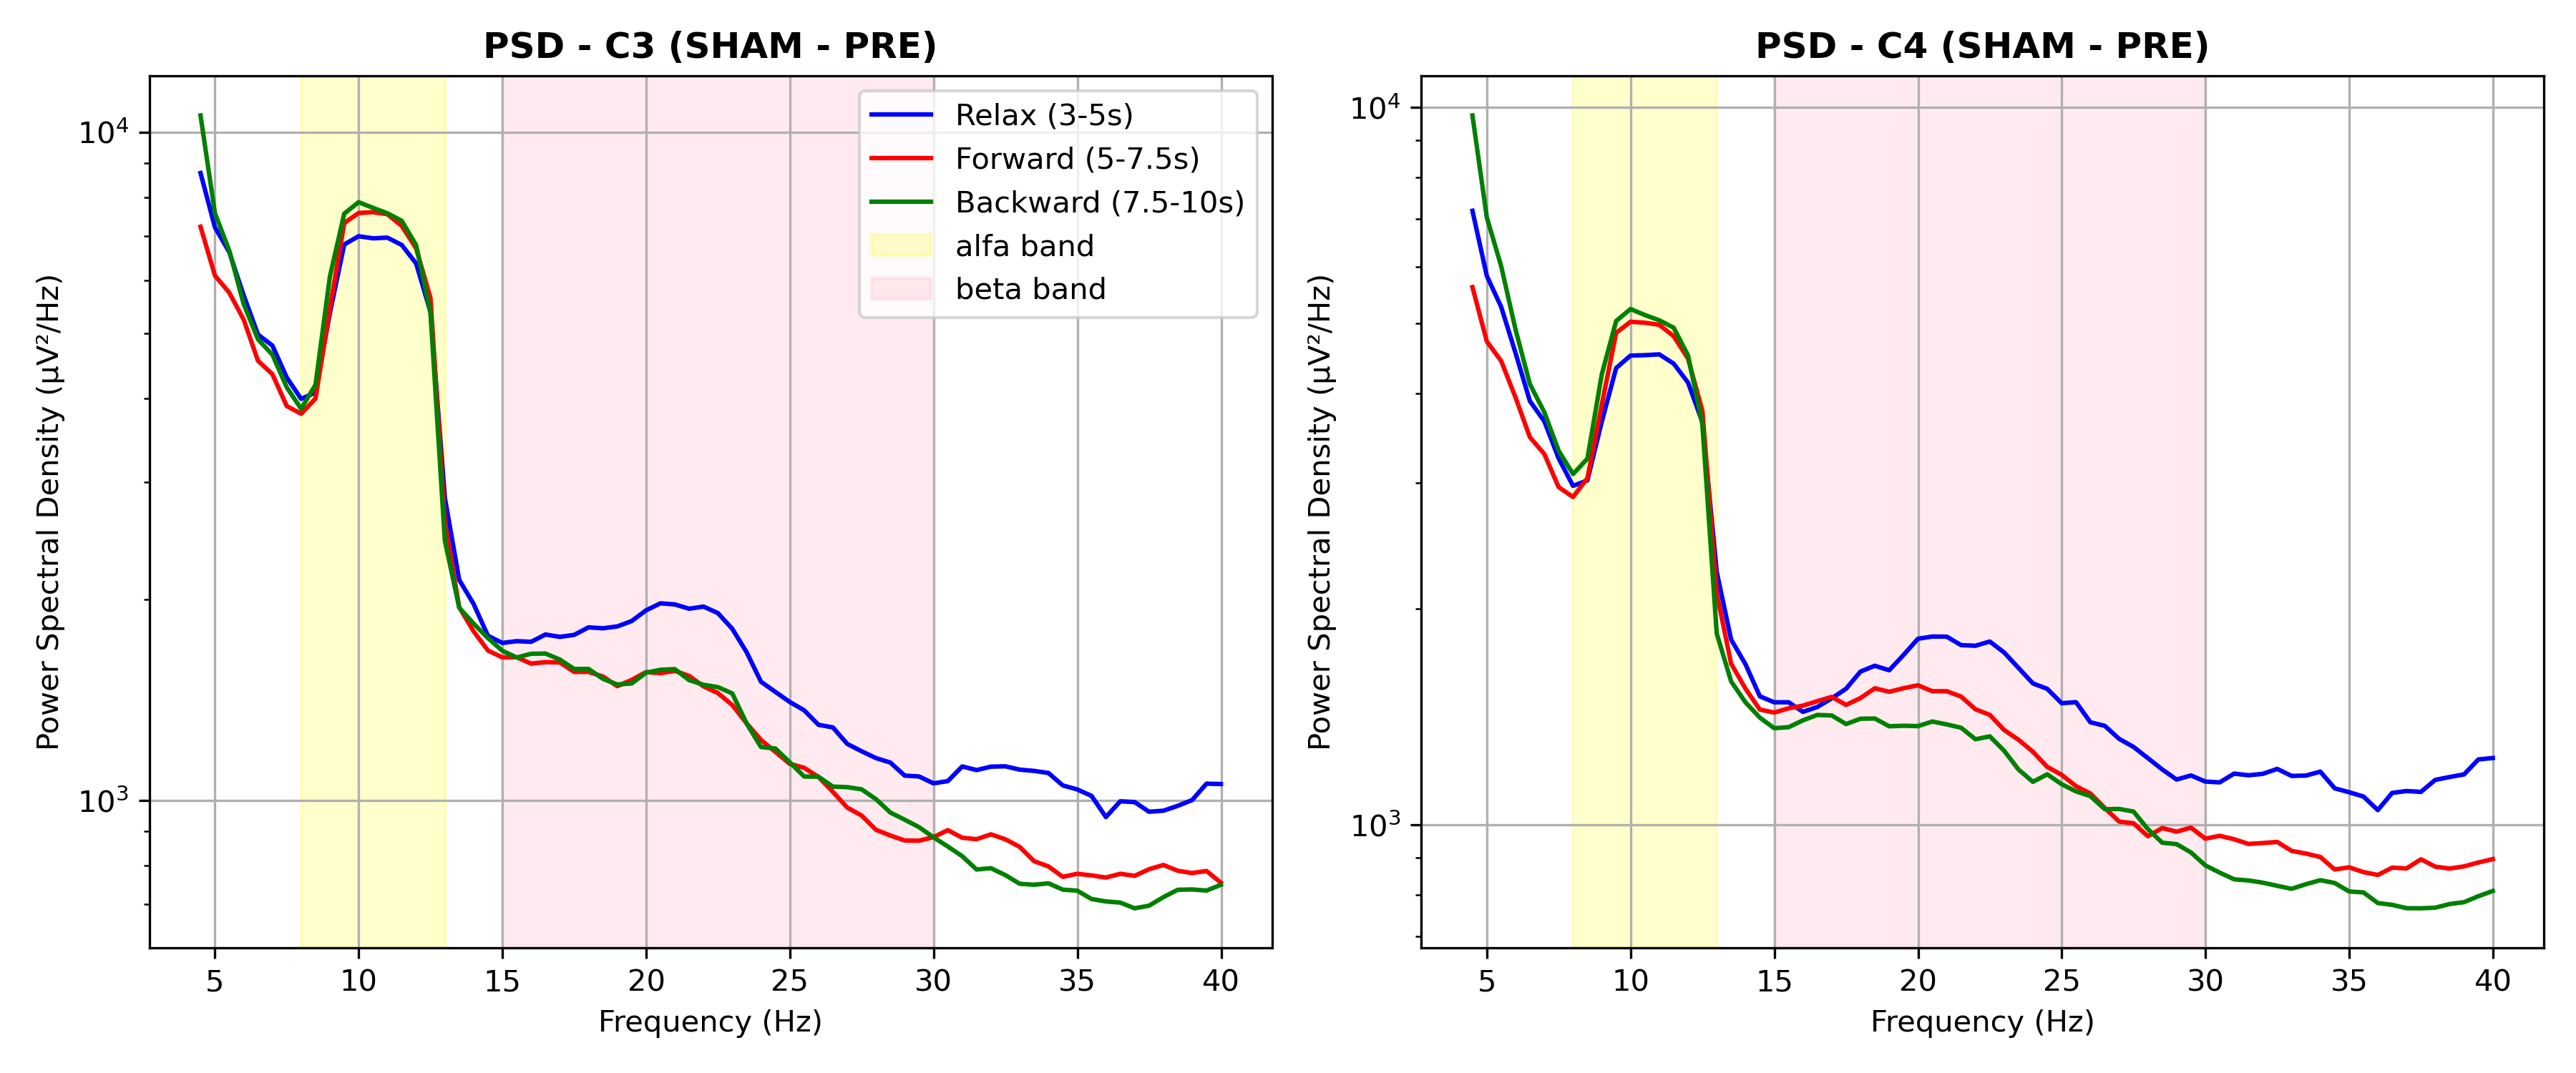 PSD - C3 (SHAM - PRE)
10⁴
10³
Power Spectral Density (µV²/Hz)
5 10 15 20 25 30 35 40
Frequency (Hz)
Relax (3-5s)
Forward (5-7.5s)
Backward (7.5-10s)
alfa band
beta band
PSD - C4 (SHAM - PRE)
10⁴
10³
Power Spectral Density (µV²/Hz)
5 10 15 20 25 30 35 40
Frequency (Hz)